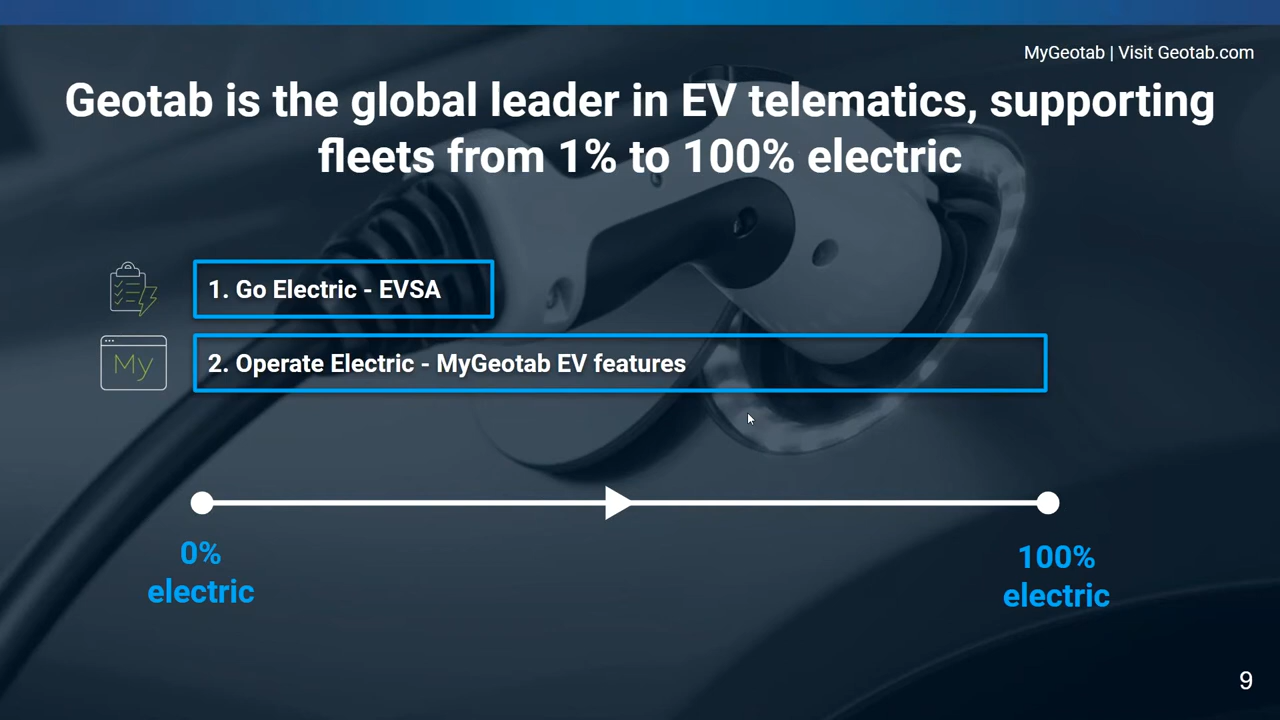 MyGeotab | Visit Geotab.com
Geotab is the global leader in EV telematics, supporting
fleets from 1% to 100% electric
1. Go Electric - EVSA
My
2. Operate Electric - MyGeotab EV features
0%
electric
100%
electric
9